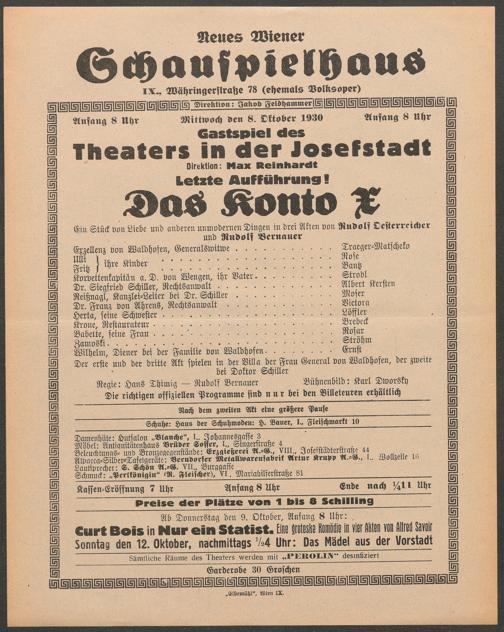 Neues Wiener
Schauspielhaus
IX., Währingerstraße 78 (ehemals Volksoper)
Direktion: Jakob Feldhammer
Anfang 8 Uhr Mittwoch den 8. Oktober 1930 Anfang 8 Uhr
Gastspiel des
Theaters in der Josefstadt
Direktion: Max Reinhardt
Letzte Aufführung!
Das Konto X
Ein Stück von Liebe und anderen unmodernen Dingen in drei Akten von Rudolf Oesterreicher
und Rudolf Bernauer
Exzellenz von Waldhofen, Generalswitwe Traeger-Matscheko
Ulli } ihre Kinder Rose
Fritz Bantz
Korvettenkapitän a. D. von Wengen, ihr Vater Strobl
Dr. Siegfried Schiller, Rechtsanwalt Albert Kersten
Reißnagl, Kanzlei-Leiter bei Dr. Schiller Moser
Dr. Franz von Ahrens, Rechtsanwalt Victora
Herta, seine Schwester Löffler
Krone, Restaurateur Brebeck
Babette, seine Frau Rosar
Zamoski Ströhm
Wilhelm, Diener bei der Familie von Waldhofen Ernst
Der erste und der dritte Akt spielen in der Villa der Frau General von Waldhofen, der zweite
bei Doktor Schiller
Regie: Hans Thimig — Rudolf Bernauer Bühnenbild: Karl Dworsky
Die richtigen offiziellen Programme sind nur bei den Billeteuren erhältlich
Nach dem zweiten Akt eine größere Pause
Schuhe: Haus der Schuhmoden: H. Bauer, I., Fleischmarkt 10
Damenhüte: Hutsalon „Blanche“, I., Johannesgasse 3
Möbel: Antiquitätenhaus Brüder Soffer, I., Singerstraße 4
Beleuchtungs- und Bronzegegenstände: Erzgießerei A.-G., VIII., Josefstädterstraße 44
Alpacca-Silber-Tafelgeräte: Berndorfer Metallwarenfabrik Artur Krupp A.-G., I., Wollzeile 16
Lautsprecher: S. Schön A.-G. VII., Burggasse
Schmuck: „Perlkönigin“ (R. Fleischer), VI., Mariahilferstraße 81
Kassen-Eröffnung 7 Uhr Anfang 8 Uhr Ende nach ¼11 Uhr
Preise der Plätze von 1 bis 8 Schilling
Ab Donnerstag den 9. Oktober, Anfang 8 Uhr:
Curt Bois in Nur ein Statist. Eine groteske Komödie in vier Akten von Alfred Savoir
Sonntag den 12. Oktober, nachmittags ½4 Uhr: Das Mädel aus der Vorstadt
Sämtliche Räume des Theaters werden mit „PEROLIN“ desinfiziert
Garderobe 30 Groschen
„Elbemühl“, Wien IX.